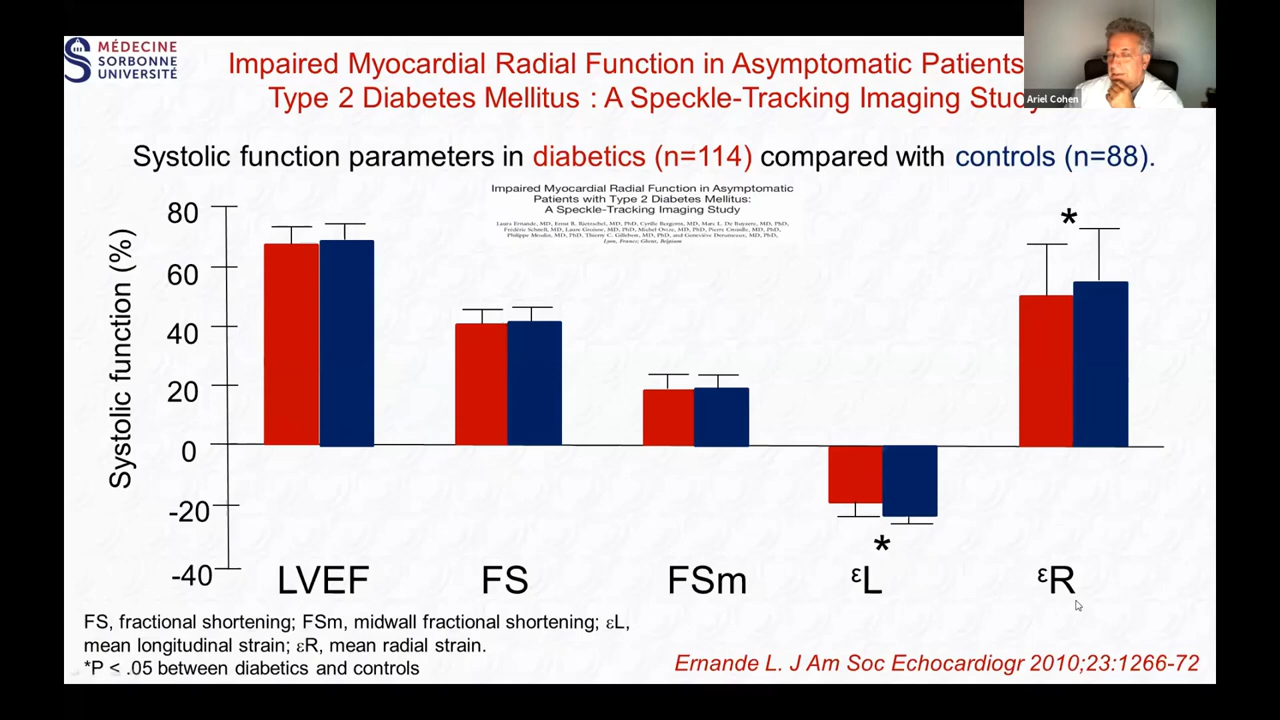 MÉDECINE
SORBONNE
UNIVERSITÉ
Impaired Myocardial Radial Function in Asymptomatic Patients
Type 2 Diabetes Mellitus : A Speckle-Tracking Imaging Study
Ariel Cohen
Systolic function parameters in diabetics (n=114) compared with controls (n=88).
Impaired Myocardial Radial Function in Asymptomatic
Patients with Type 2 Diabetes Mellitus:
A Speckle-Tracking Imaging Study
Systolic function (%)
80
60
40
20
0
-20
-40
*
*
LVEF
FS
FSm
εL
εR
FS, fractional shortening; FSm, midwall fractional shortening; εL,
mean longitudinal strain; εR, mean radial strain.
*P < .05 between diabetics and controls
Ernande L. J Am Soc Echocardiogr 2010;23:1266-72